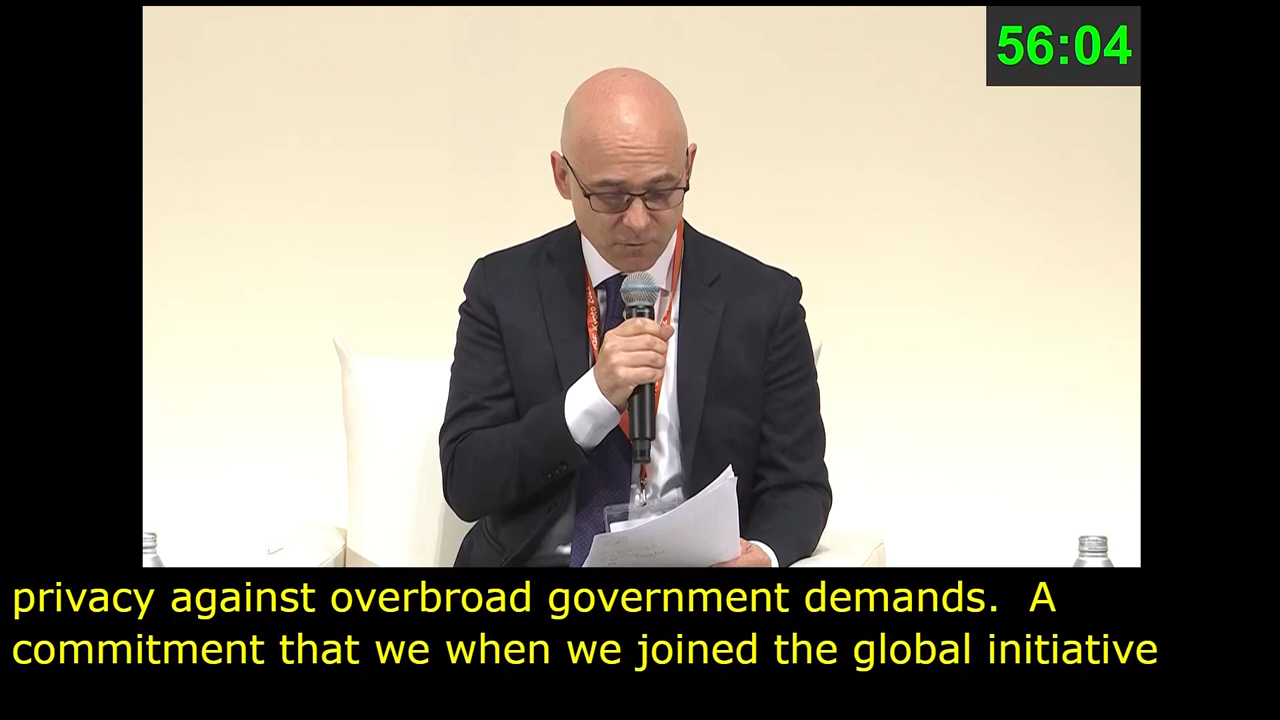 56:04
privacy against overbroad government demands.  A
commitment that we when we joined the global initiative